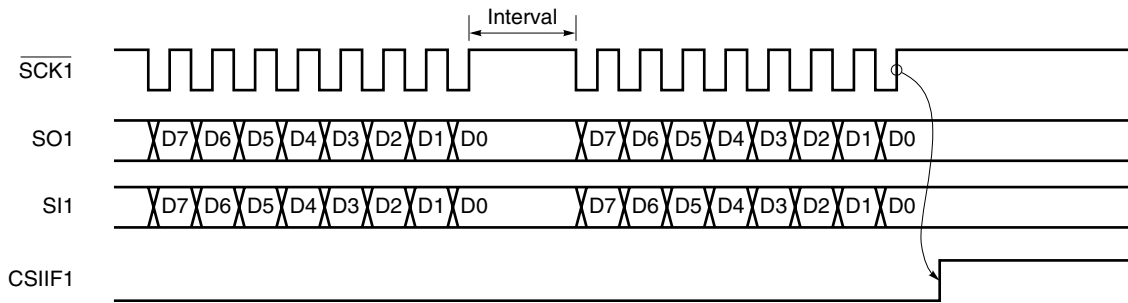 Interval
SCK1
SO1 D7 D6 D5 D4 D3 D2 D1 D0 D7 D6 D5 D4 D3 D2 D1 D0
SI1 D7 D6 D5 D4 D3 D2 D1 D0 D7 D6 D5 D4 D3 D2 D1 D0
CSIIF1